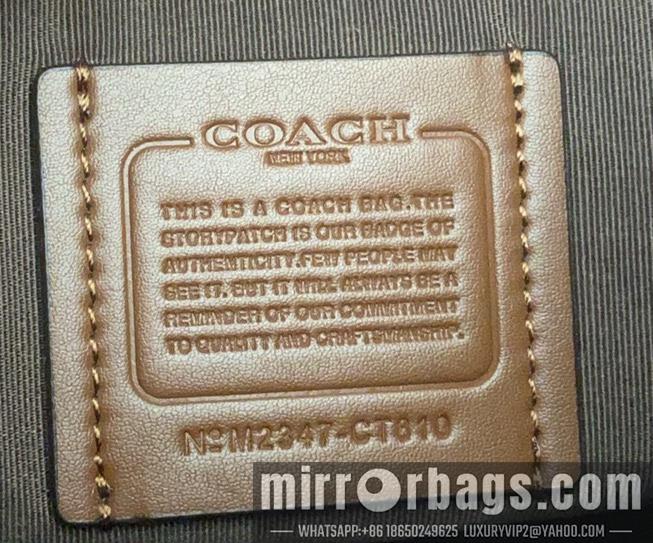 COACH
NEW YORK
THIS IS A COACH BAG.THE
STORYPATCH IS OUR BADGE OF
AUTHENTICITY.FEW PEOPLE MAY
SEE IT. BUT IT WILL ALWAYS BE A
REMINDER OF OUR COMMITMENT
TO QUALITY AND CRAFTSMANSHIP.
NºM2347-CT610
mirrorbags.com
WHATSAPP:+86 18650249625 LUXURYVIP2@YAHOO.COM